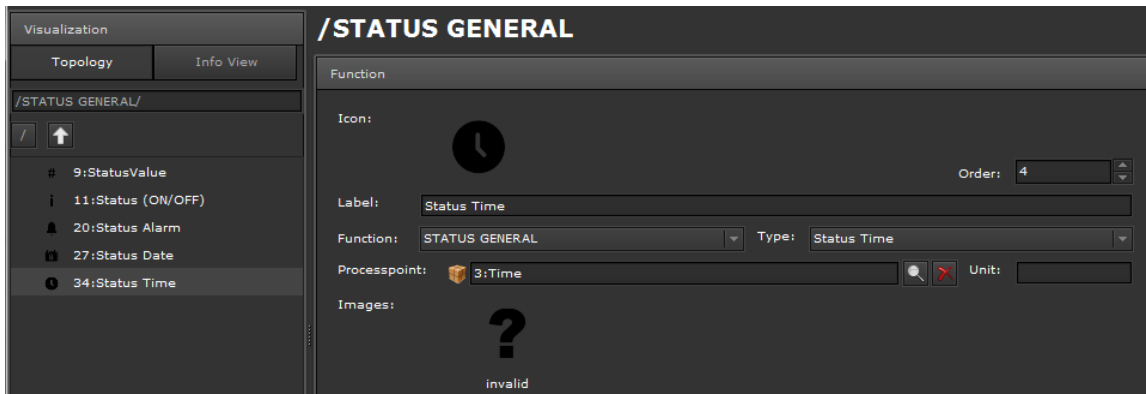 Visualization
Topology
Info View
/STATUS GENERAL/
/
# 9:StatusValue
i 11:Status (ON/OFF)
20:Status Alarm
27:Status Date
34:Status Time
/STATUS GENERAL
Function
Icon:
Order: 4
Label: Status Time
Function: STATUS GENERAL Type: Status Time
Processpoint: 3:Time Unit:
Images:
?
invalid